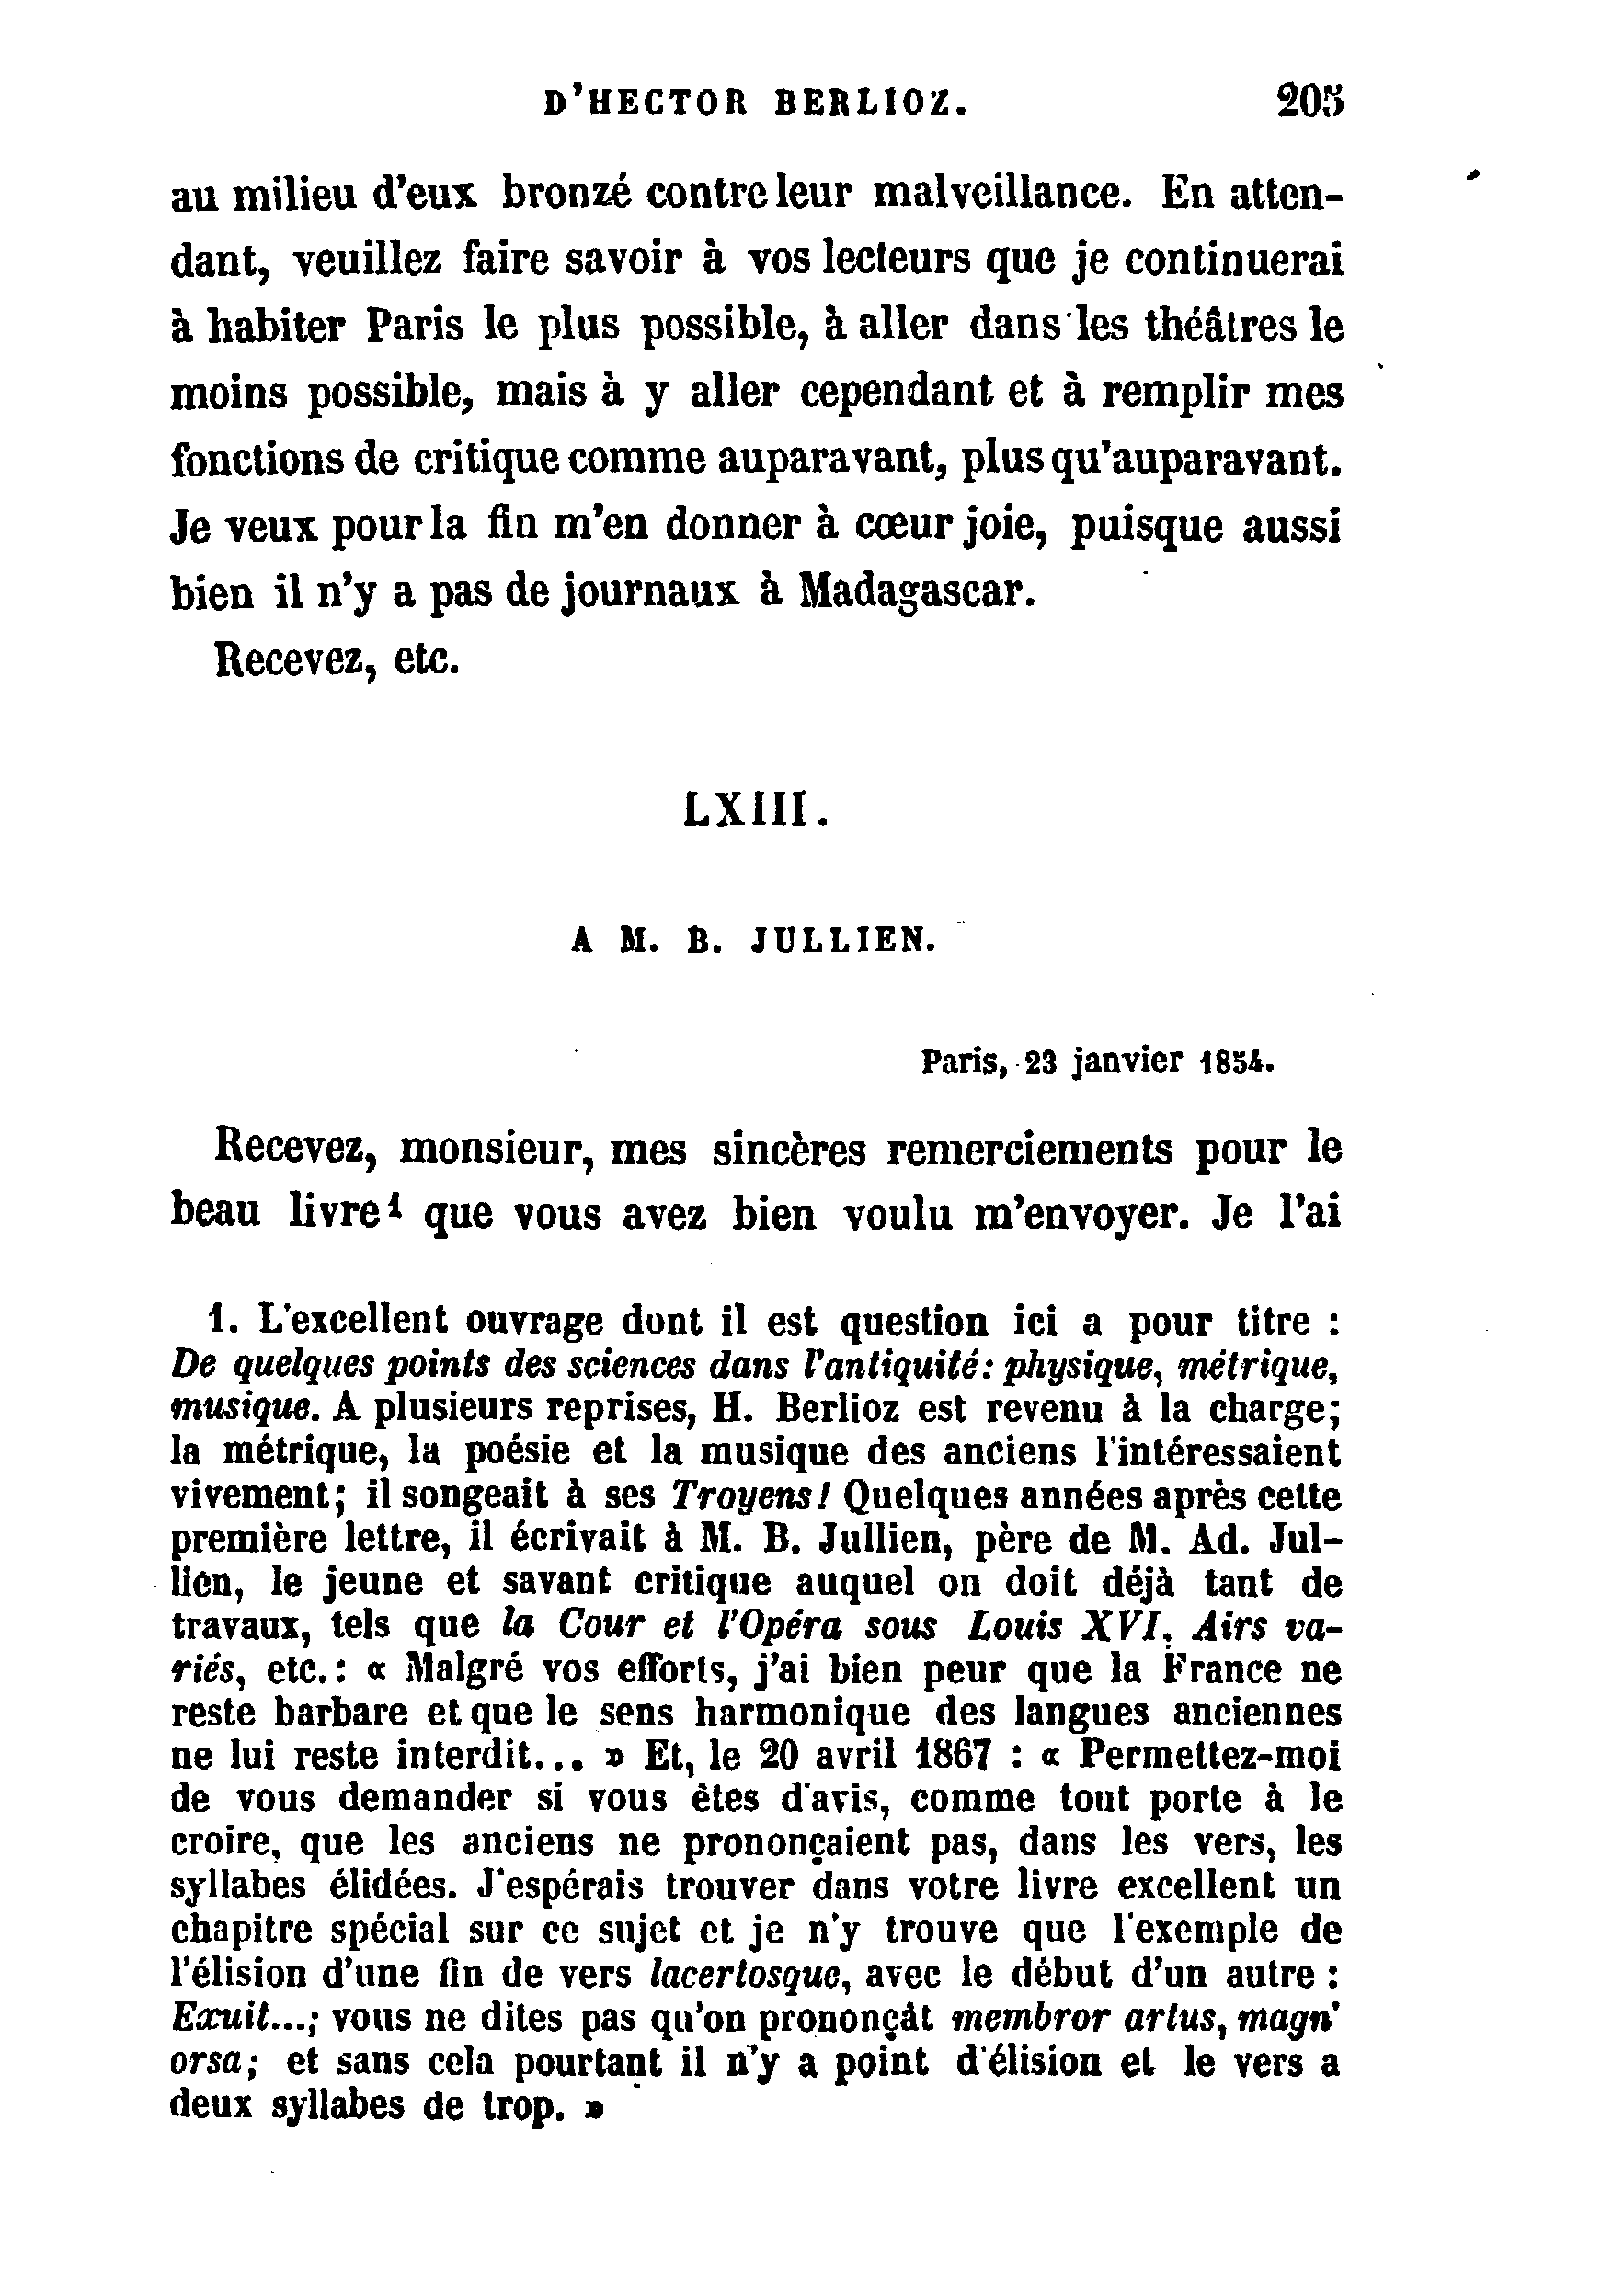 D'HECTOR BERLIOZ. 205
au milieu d'eux bronzé contre leur malveillance. En atten-
dant, veuillez faire savoir à vos lecteurs que je continuerai
à habiter Paris le plus possible, à aller dans les théâtres le
moins possible, mais à y aller cependant et à remplir mes
fonctions de critique comme auparavant, plus qu'auparavant.
Je veux pour la fin m'en donner à cœur joie, puisque aussi
bien il n'y a pas de journaux à Madagascar.
Recevez, etc.
LXIII.
A M. B. JULLIEN.
Paris, 23 janvier 1854.
Recevez, monsieur, mes sincères remerciements pour le
beau livre¹ que vous avez bien voulu m'envoyer. Je l'ai
1. L'excellent ouvrage dont il est question ici a pour titre :
De quelques points des sciences dans l'antiquité: physique, métrique,
musique. A plusieurs reprises, H. Berlioz est revenu à la charge;
la métrique, la poésie et la musique des anciens l'intéressaient
vivement; il songeait à ses Troyens! Quelques années après cette
première lettre, il écrivait à M. B. Jullien, père de M. Ad. Jul-
lien, le jeune et savant critique auquel on doit déjà tant de
travaux, tels que la Cour et l'Opéra sous Louis XVI, Airs va-
riés, etc.: « Malgré vos efforts, j'ai bien peur que la France ne
reste barbare et que le sens harmonique des langues anciennes
ne lui reste interdit... » Et, le 20 avril 1867 : « Permettez-moi
de vous demander si vous êtes d'avis, comme tout porte à le
croire, que les anciens ne prononçaient pas, dans les vers, les
syllabes élidées. J'espérais trouver dans votre livre excellent un
chapitre spécial sur ce sujet et je n'y trouve que l'exemple de
l'élision d'une fin de vers lacertosque, avec le début d'un autre :
Exuit...; vous ne dites pas qu'on prononçât membror artus, magn'
orsa; et sans cela pourtant il n'y a point d'élision et le vers a
deux syllabes de trop. »